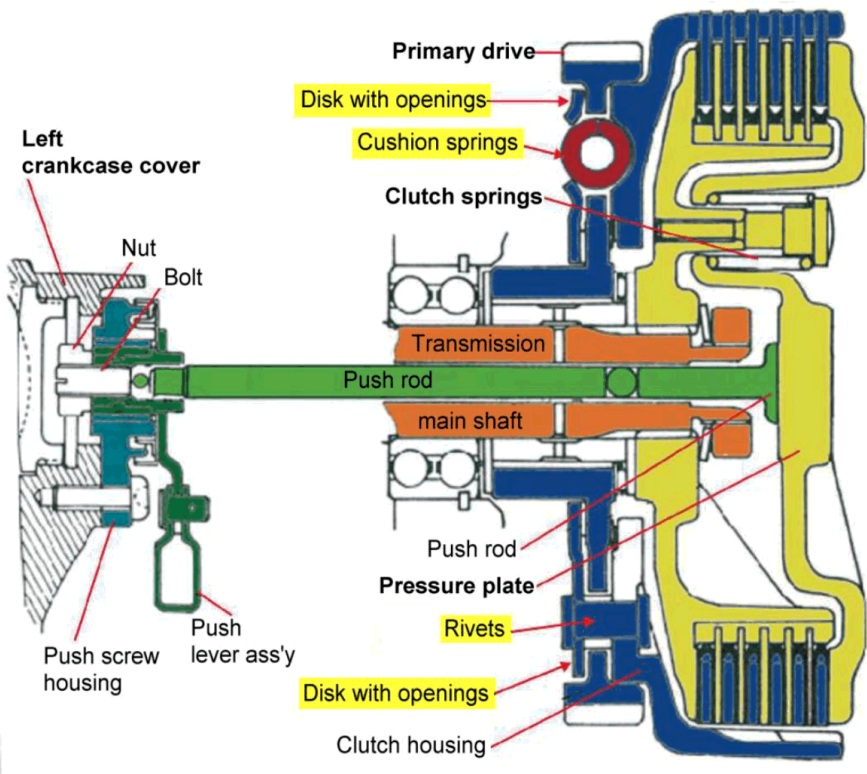 Primary drive
Disk with openings
Cushion springs
Left
crankcase cover
Clutch springs
Nut
Bolt
Transmission
Push rod
main shaft
Push rod
Pressure plate
Rivets
Push
lever ass'y
Push screw
housing
Disk with openings
Clutch housing